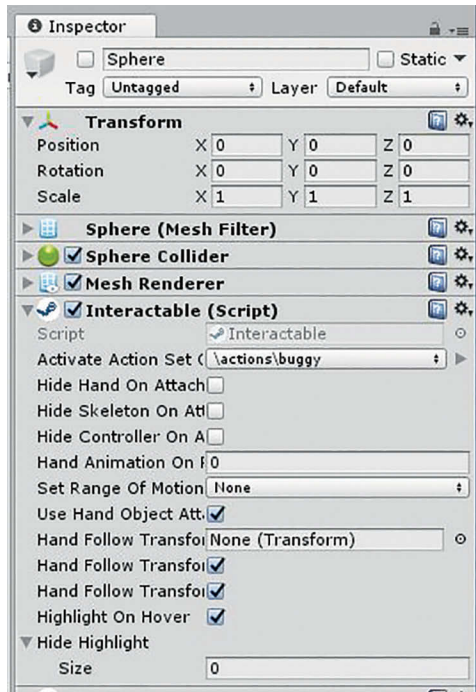 Inspector
Sphere Static
Tag Untagged Layer Default
Transform
Position X 0 Y 0 Z 0
Rotation X 0 Y 0 Z 0
Scale X 1 Y 1 Z 1
Sphere (Mesh Filter)
Sphere Collider
Mesh Renderer
Interactable (Script)
Script Interactable
Activate Action Set ( \actions\buggy
Hide Hand On Attach
Hide Skeleton On Att
Hide Controller On A
Hand Animation On F 0
Set Range Of Motion None
Use Hand Object Att
Hand Follow Transfor None (Transform)
Hand Follow Transfor
Hand Follow Transfor
Highlight On Hover
Hide Highlight
Size 0